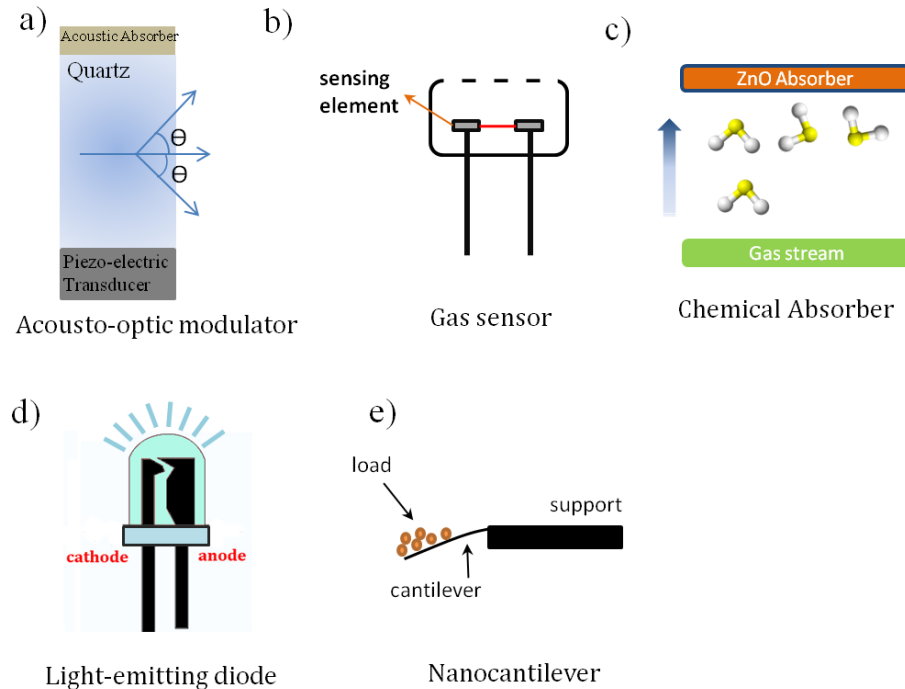 a)
Acoustic Absorber
Quartz
Ө
Ө
Piezo-electric
Transducer
Acousto-optic modulator
b)
sensing
element
Gas sensor
c)
ZnO Absorber
Gas stream
Chemical Absorber
d)
cathode
anode
Light-emitting diode
e)
load
support
cantilever
Nanocantilever